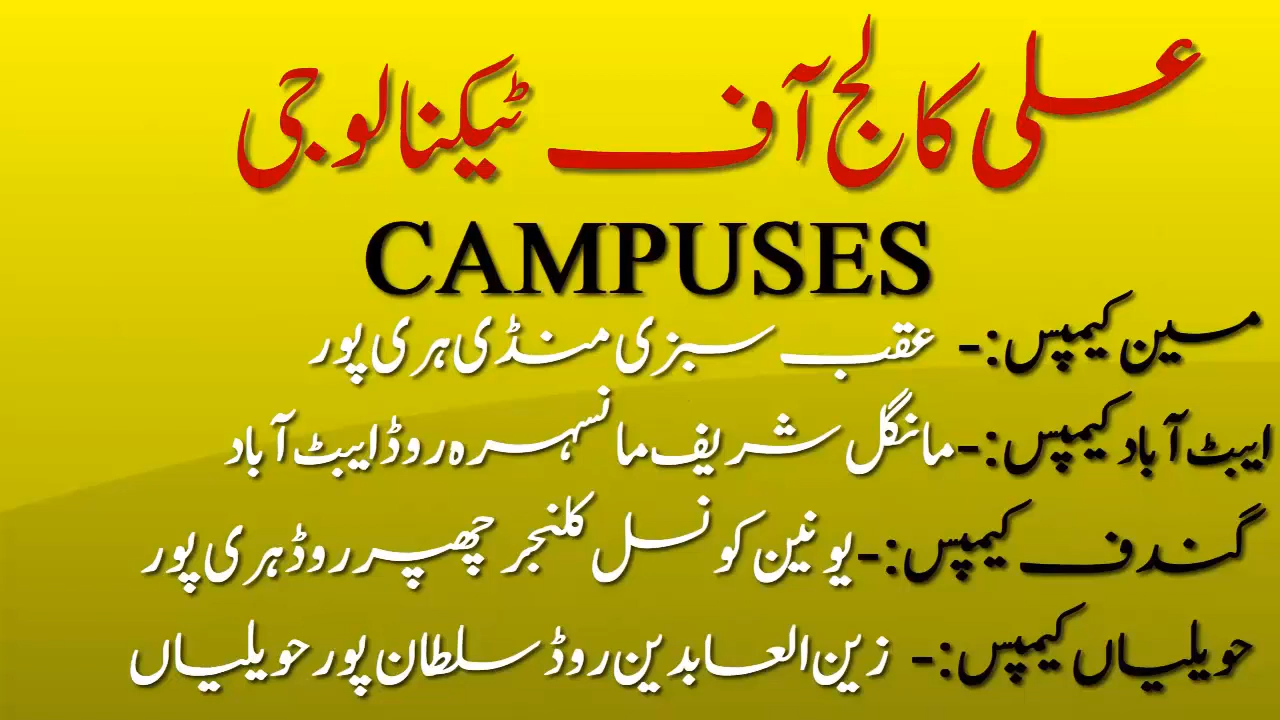 علی کالج آف ٹیکنالوجی
CAMPUSES
مین کیمپس:- عقب سبزی منڈی ہری پور
ایبٹ آباد کیمپس:- مانگل شریف مانسہرہ روڈ ایبٹ آباد
گندف کیمپس:- یونین کونسل کلنجر چھپر روڈ ہری پور
حویلیاں کیمپس:- زین العابدین روڈ سلطان پور حویلیاں